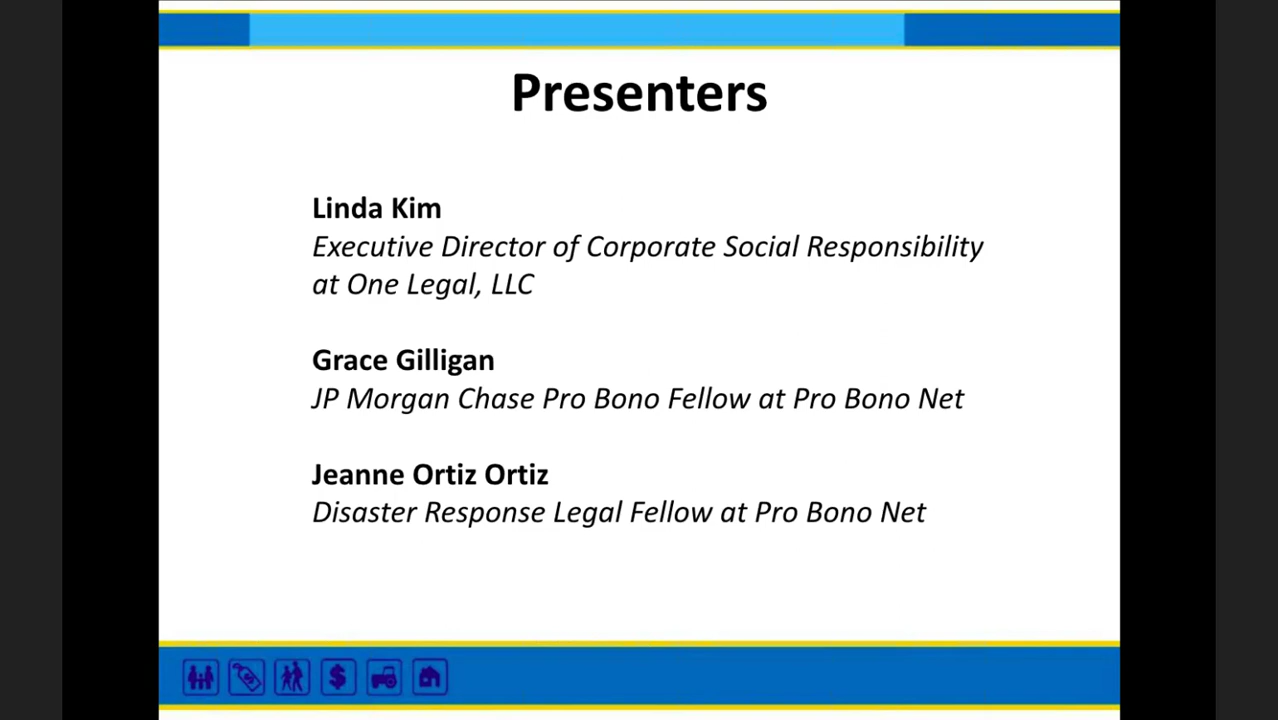 Presenters
Linda Kim
Executive Director of Corporate Social Responsibility
at One Legal, LLC
Grace Gilligan
JP Morgan Chase Pro Bono Fellow at Pro Bono Net
Jeanne Ortiz Ortiz
Disaster Response Legal Fellow at Pro Bono Net
$